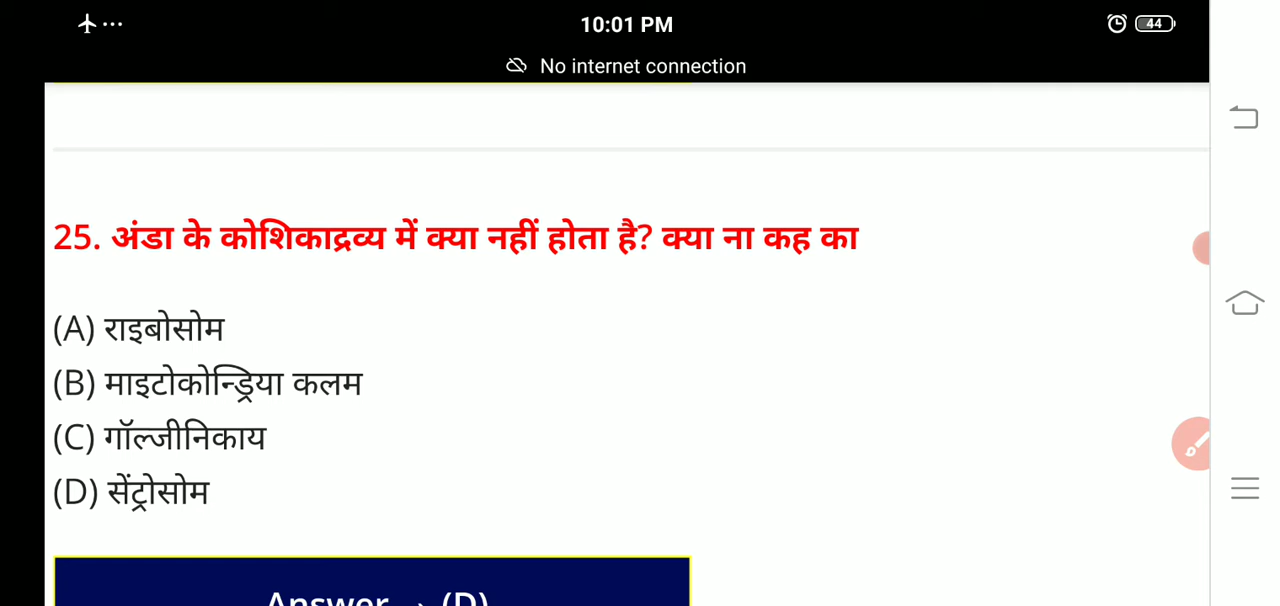 10:01 PM
44
No internet connection
25. अंडा के कोशिकाद्रव्य में क्या नहीं होता है? क्या ना कह का
(A) राइबोसोम
(B) माइटोकोन्ड्रिया कलम
(C) गॉल्जीनिकाय
(D) सेंट्रोसोम
Answer → (D)